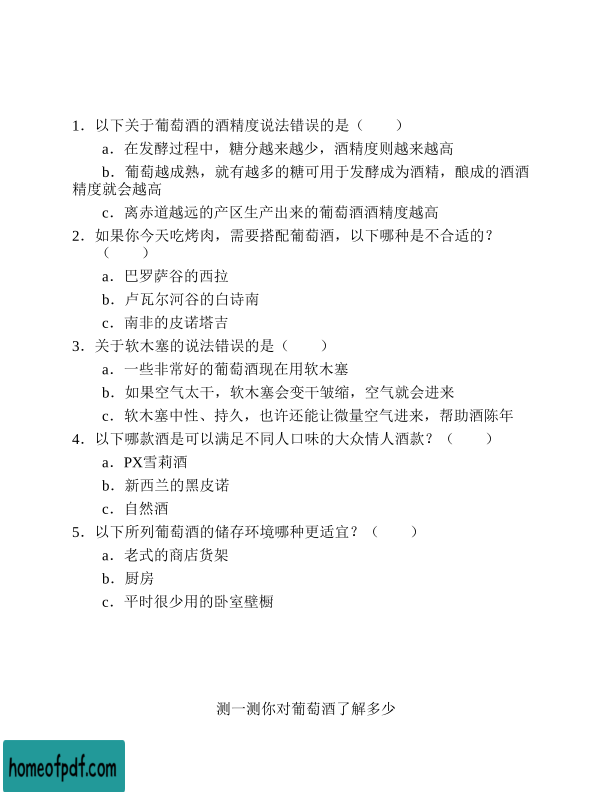 1．以下关于葡萄酒的酒精度说法错误的是（　　）
a．在发酵过程中，糖分越来越少，酒精度则越来越高
b．葡萄越成熟，就有越多的糖可用于发酵成为酒精，酿成的酒酒
精度就会越高
c．离赤道越远的产区生产出来的葡萄酒酒精度越高
2．如果你今天吃烤肉，需要搭配葡萄酒，以下哪种是不合适的？
（　　）
a．巴罗萨谷的西拉
b．卢瓦尔河谷的白诗南
c．南非的皮诺塔吉
3．关于软木塞的说法错误的是（　　）
a．一些非常好的葡萄酒现在用软木塞
b．如果空气太干，软木塞会变干皱缩，空气就会进来
c．软木塞中性、持久，也许还能让微量空气进来，帮助酒陈年
4．以下哪款酒是可以满足不同人口味的大众情人酒款？（　　）
a．PX雪莉酒
b．新西兰的黑皮诺
c．自然酒
5．以下所列葡萄酒的储存环境哪种更适宜？（　　）
a．老式的商店货架
b．厨房
c．平时很少用的卧室壁橱
测一测你对葡萄酒了解多少
homeofpdf.com